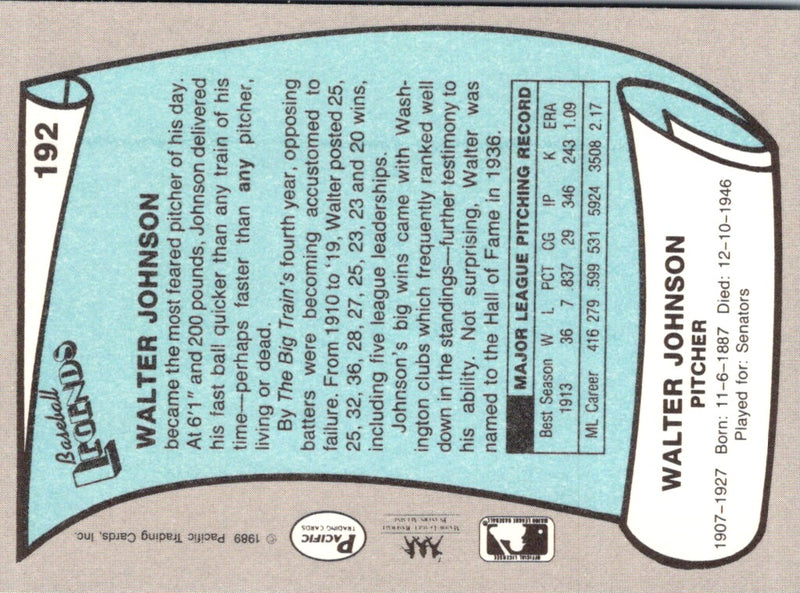 192
Baseball
LEGENDS
WALTER JOHNSON
became the most feared pitcher of his day.
At 6'1" and 200 pounds, Johnson delivered
his fast ball quicker than any train of his
time—perhaps faster than any pitcher,
living or dead.
By The Big Train's fourth year, opposing
batters were becoming accustomed to
failure. From 1910 to '19, Walter posted 25,
25, 32, 36, 28, 27, 25, 23, 23 and 20 wins,
including five league leaderships.
Johnson's big wins came with Wash-
ington clubs which frequently ranked well
down in the standings—further testimony to
his ability. Not surprising, Walter was
named to the Hall of Fame in 1936.
MAJOR LEAGUE PITCHING RECORD
Best Season W L PCT CG IP K ERA
1913 36 7 837 29 346 243 1.09
ML Career 416 279 599 531 5924 3508 2.17
WALTER JOHNSON
PITCHER
1907-1927 Born: 11-6-1887 Died: 12-10-1946
Played for: Senators
© 1989 Pacific Trading Cards, Inc.
PACIFIC
TRADING CARDS
MAJOR LEAGUE BASEBALL
OFFICIAL LICENSEE